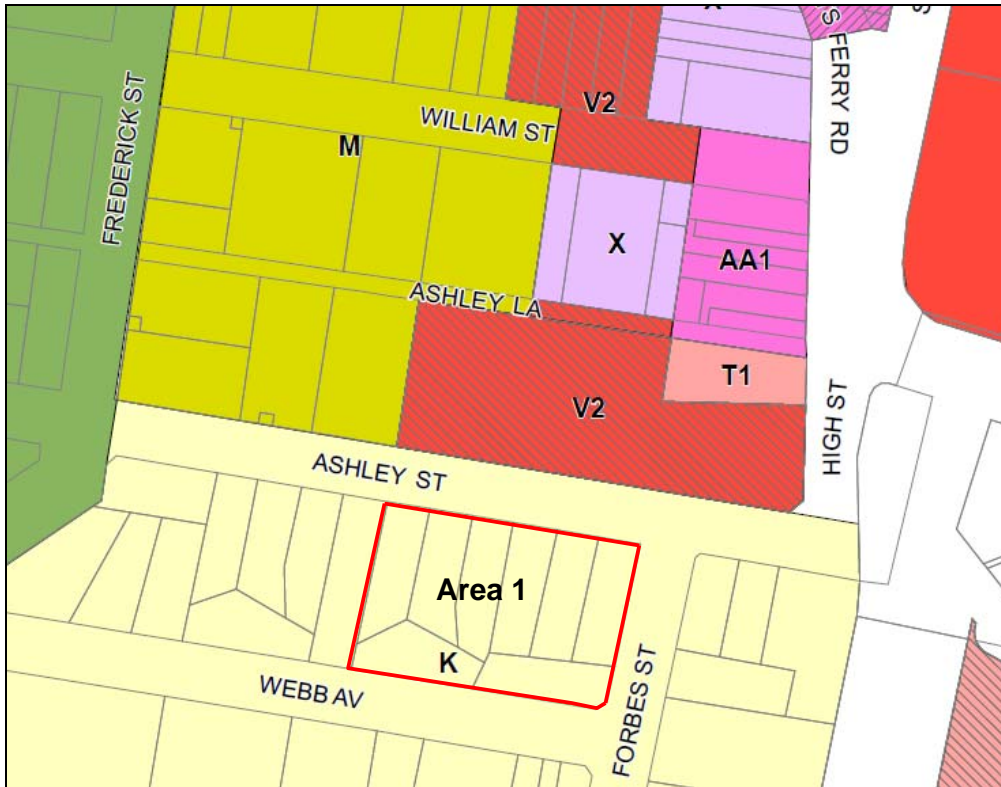 X
S FERRY RD
S
V2
WILLIAM ST
M
FREDERICK ST
X
AA1
ASHLEY LA
T1
V2
HIGH ST
ASHLEY ST
Area 1
K
WEBB AV
FORBES ST